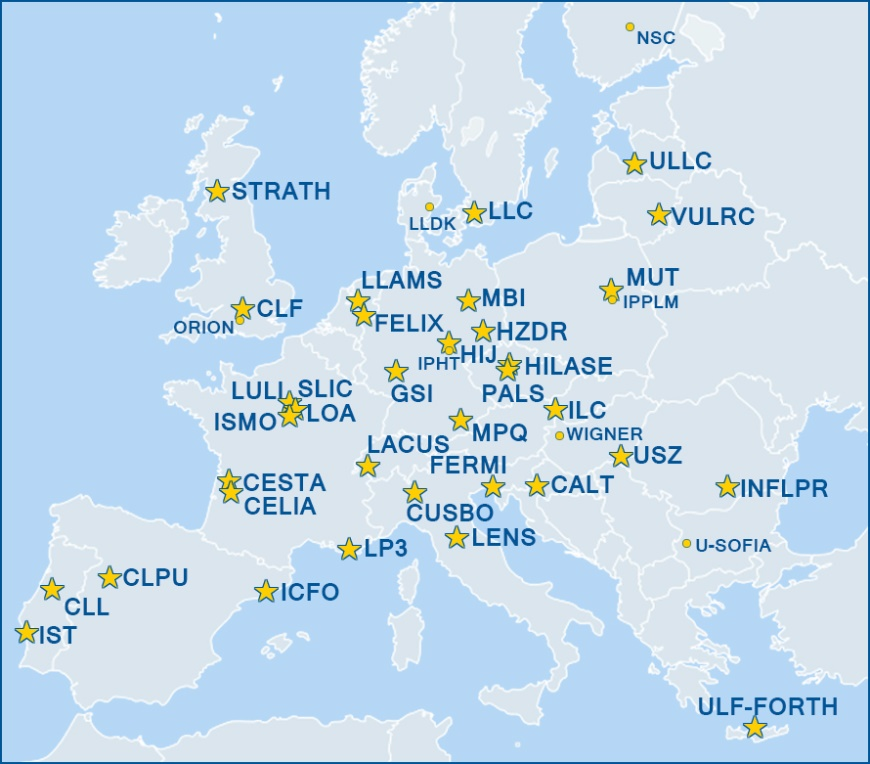 NSC
ULLC
STRATH
LLC
VULRC
LLDK
LLAMS
MUT
MBI
IPPLM
CLF
FELIX
ORION
HZDR
HIJ
IPHT
HILASE
GSI
PALS
LULI
SLIC
ISMO
LOA
ILC
MPQ
WIGNER
LACUS
USZ
FERMI
CESTA
CALT
INFLPR
CELIA
CUSBO
LENS
U-SOFIA
LP3
CLPU
ICFO
CLL
IST
ULF-FORTH